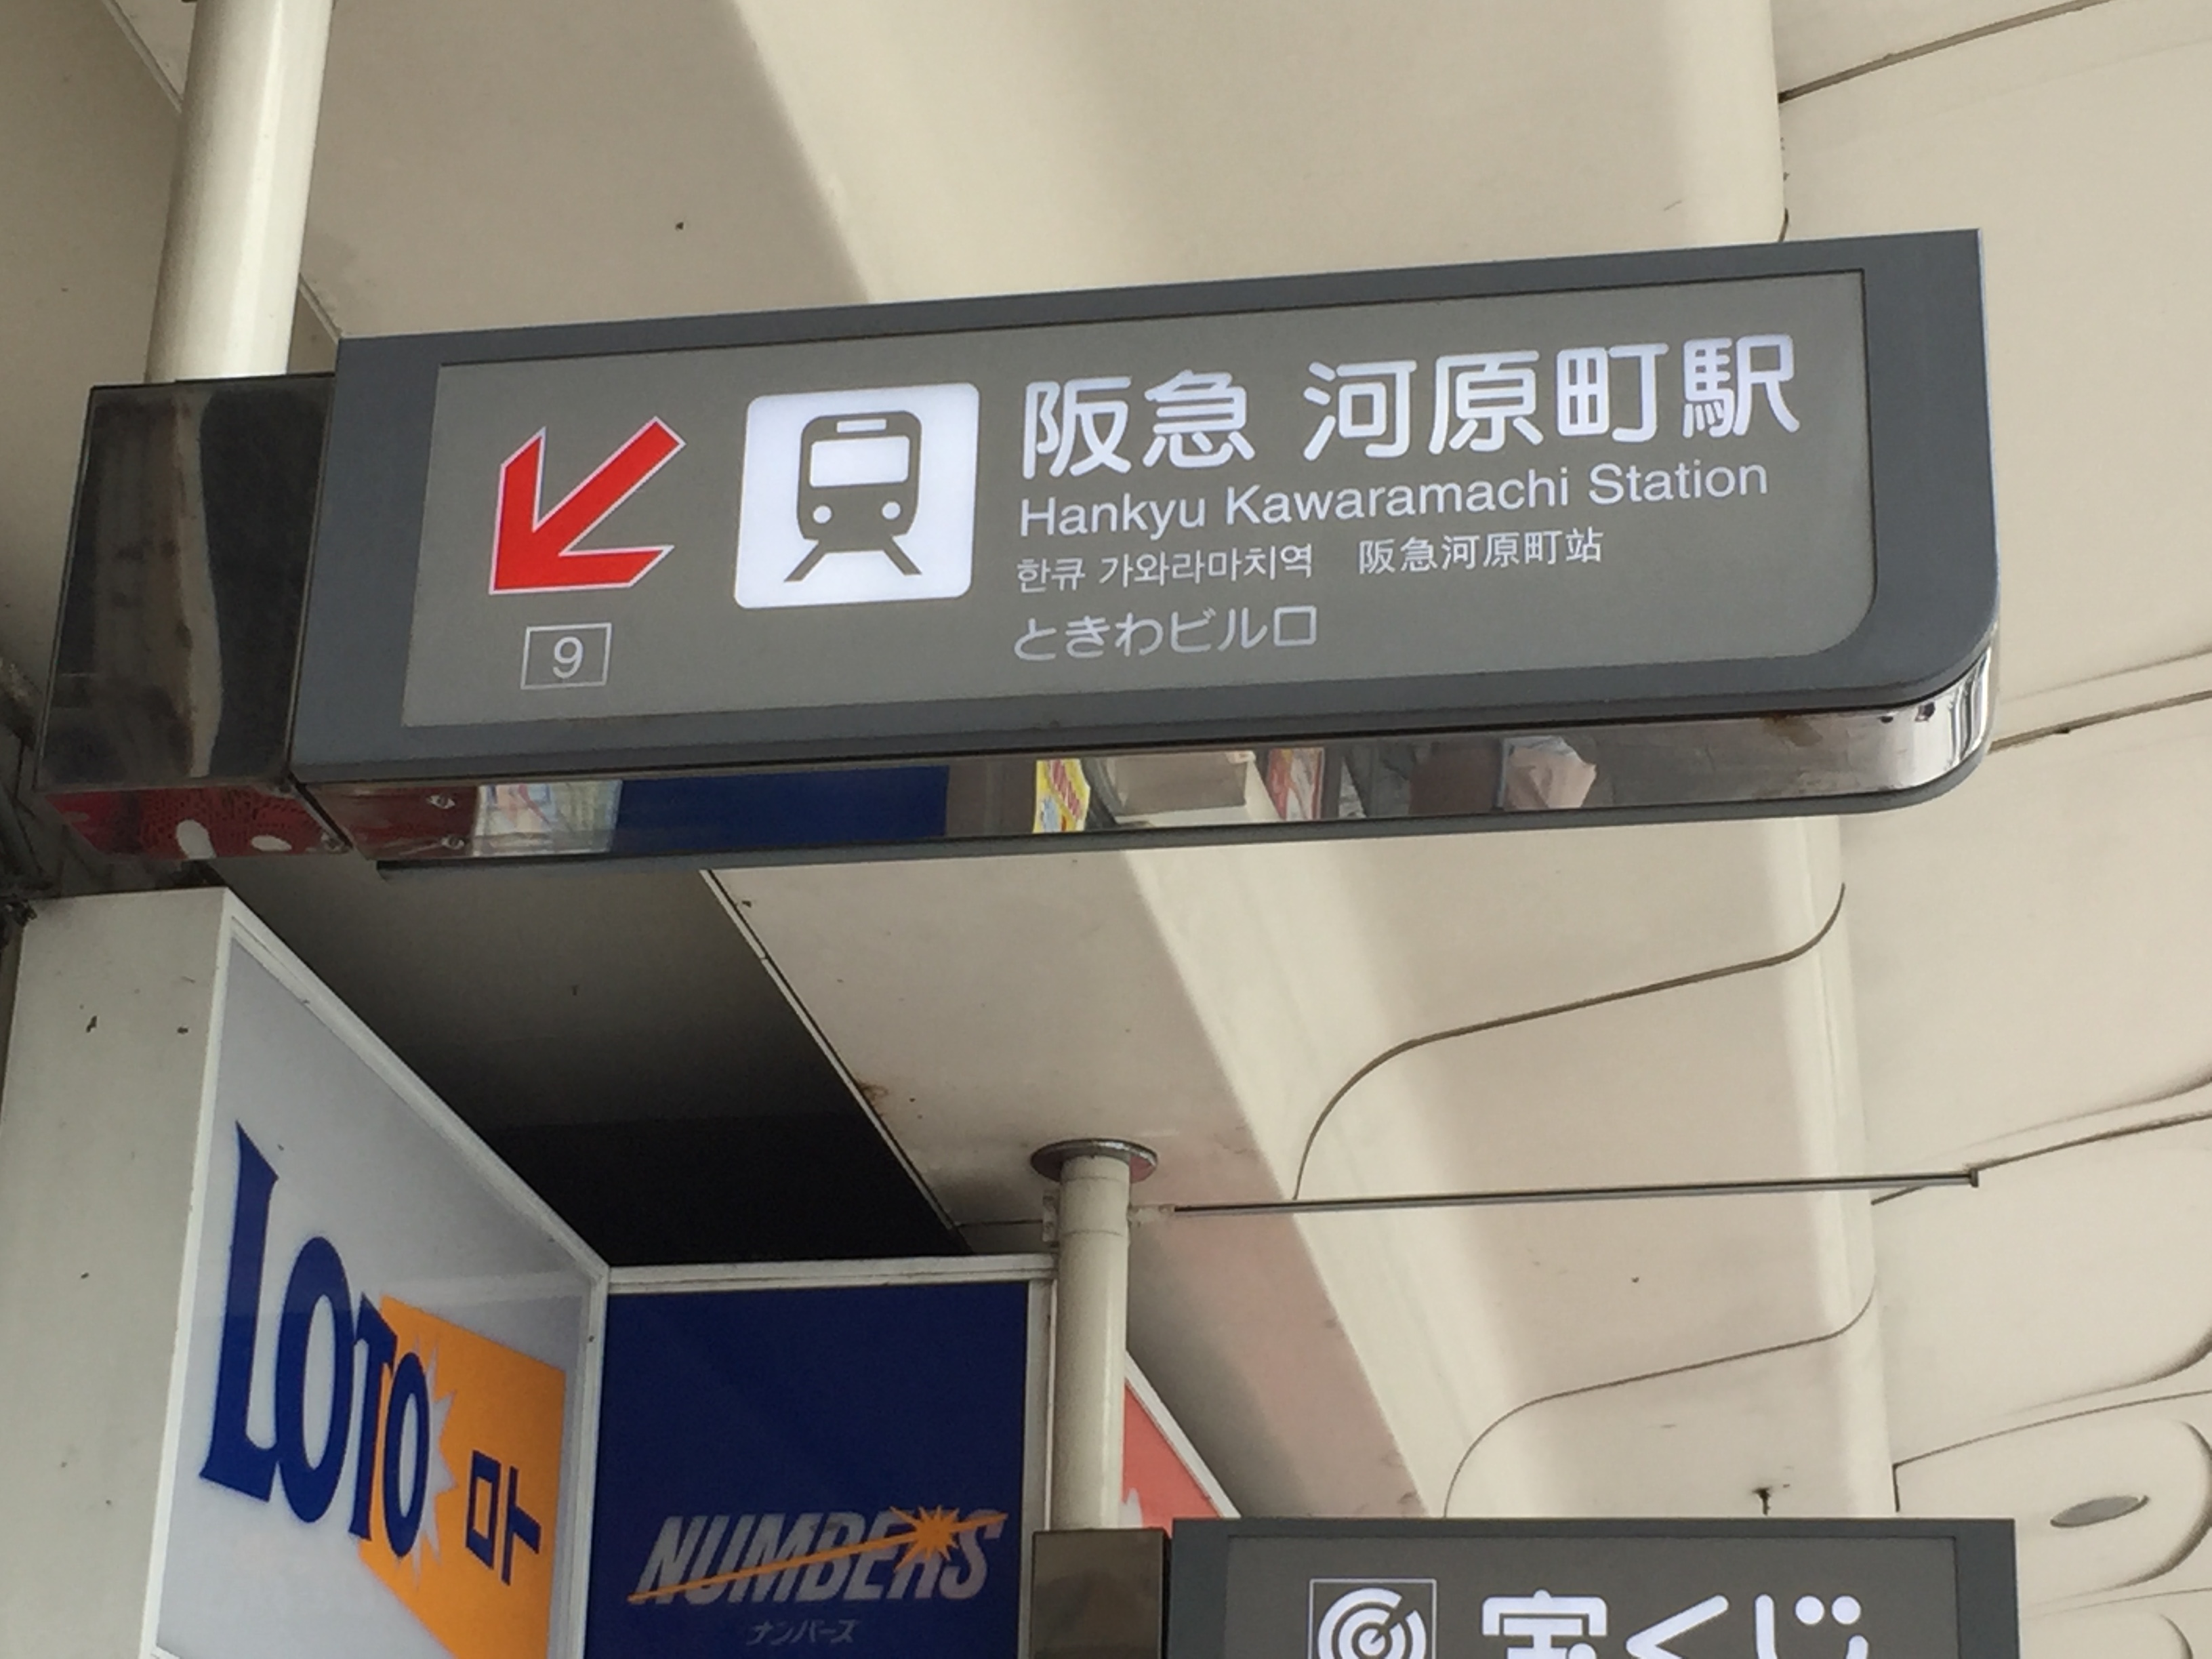 阪急 河原町駅
Hankyu Kawaramachi Station
한큐 가와라마치역 阪急河原町站
ときわビル口
9
LOTO
ロト
NUMBERS
ナンバーズ
宝くじ